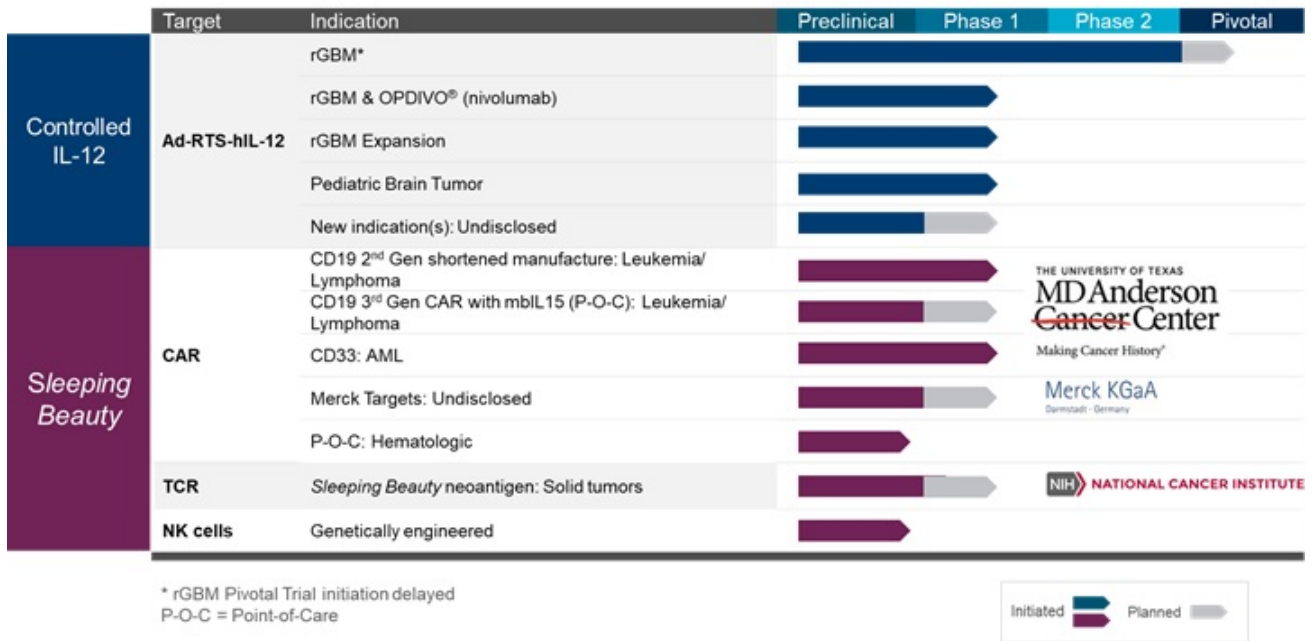 Target Indication Preclinical Phase 1 Phase 2 Pivotal
Controlled
IL-12
Ad-RTS-hIL-12
rGBM*
rGBM & OPDIVO® (nivolumab)
rGBM Expansion
Pediatric Brain Tumor
New indication(s): Undisclosed
Sleeping
Beauty
CAR
CD19 2nd Gen shortened manufacture: Leukemia/
Lymphoma
CD19 3rd Gen CAR with mbIL15 (P-O-C): Leukemia/
Lymphoma
THE UNIVERSITY OF TEXAS
MD Anderson
Cancer Center
Making Cancer History®
CD33: AML
Merck Targets: Undisclosed
Merck KGaA
Darmstadt - Germany
P-O-C: Hematologic
TCR Sleeping Beauty neoantigen: Solid tumors
NIH NATIONAL CANCER INSTITUTE
NK cells Genetically engineered
* rGBM Pivotal Trial initiation delayed
P-O-C = Point-of-Care
Initiated Planned